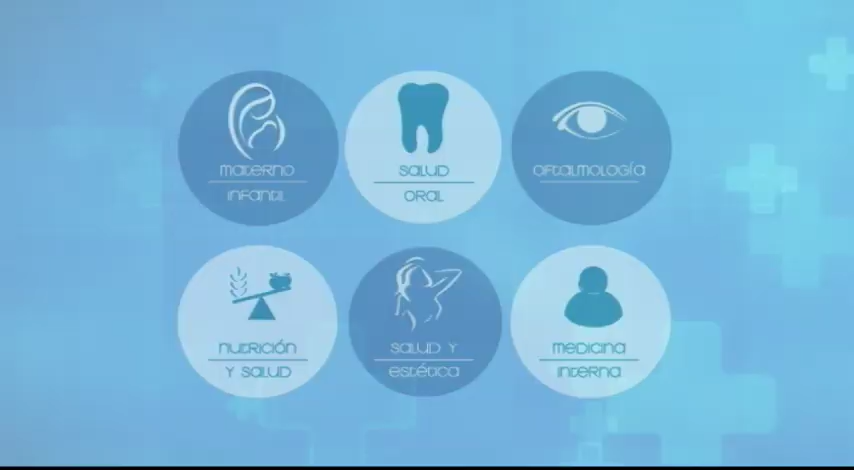 materno
infantil
salud
oral
oftalmología
nutrición
y salud
salud y
estética
medicina
interna